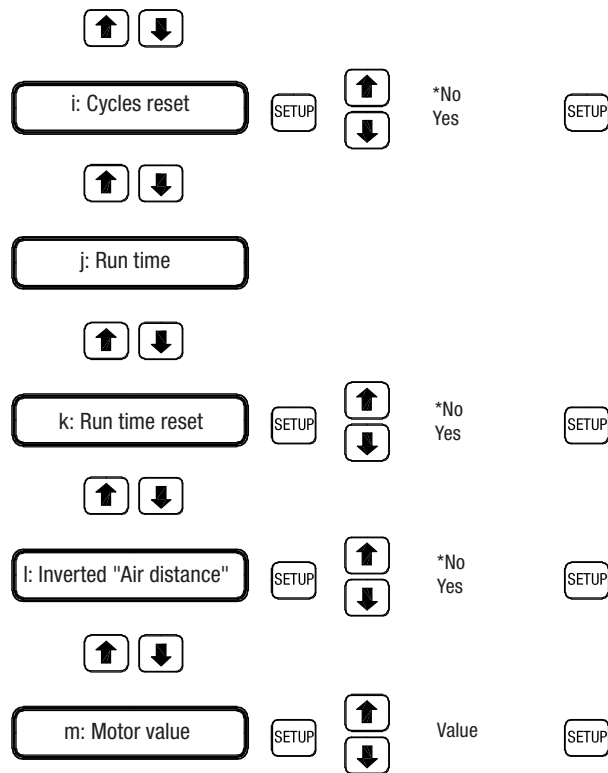 i: Cycles reset
SETUP
*No
Yes
SETUP
j: Run time
k: Run time reset
SETUP
*No
Yes
SETUP
l: Inverted "Air distance"
SETUP
*No
Yes
SETUP
m: Motor value
SETUP
Value
SETUP